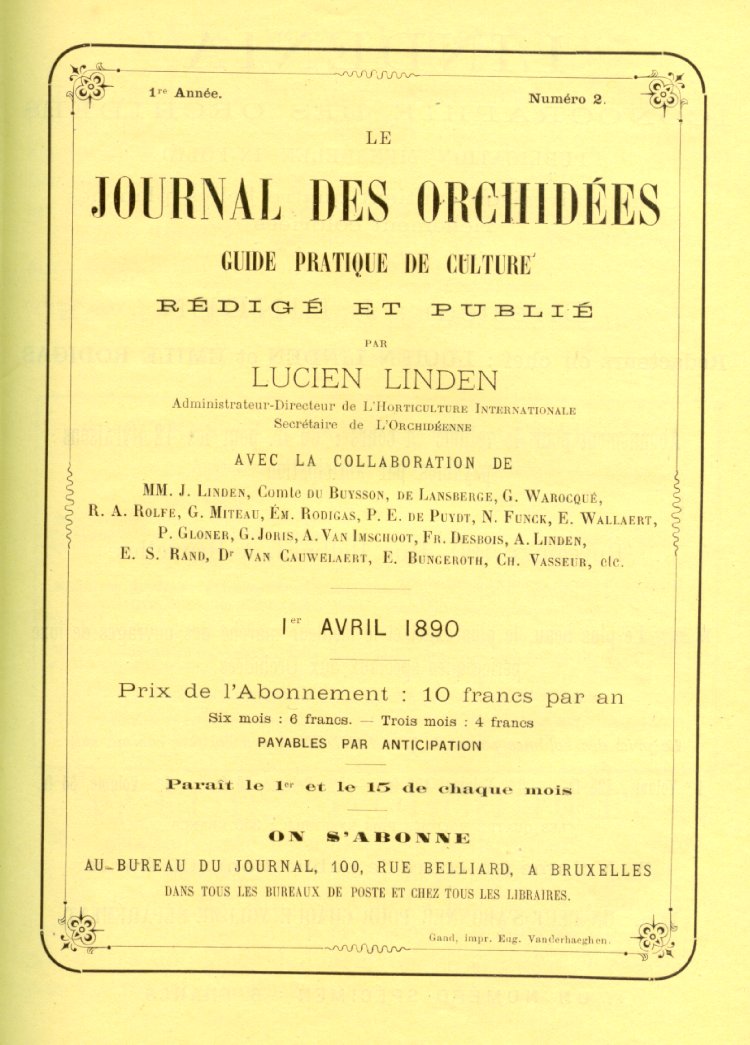 1re Année.
Numéro 2.
LE
JOURNAL DES ORCHIDÉES
GUIDE PRATIQUE DE CULTURE
RÉDIGÉ ET PUBLIÉ
PAR
LUCIEN LINDEN
Administrateur-Directeur de L'HORTICULTURE INTERNATIONALE
Secrétaire de L'ORCHIDÉENNE
AVEC LA COLLABORATION DE
MM. J. LINDEN, Comte DU BUYSSON, DE LANSBERGE, G. WAROCQUÉ,
R. A. ROLFE, G. MITEAU, ÉM. RODIGAS, P. E. DE PUYDT, N. FUNCK, E. WALLAERT,
P. GLONER, G. JORIS, A. VAN IMSCHOOT, FR. DESBOIS, A. LINDEN,
E. S. RAND, Dr VAN CAUWELAERT, E. BUNGEROTH, CH. VASSEUR, etc.
1er AVRIL 1890
Prix de l'Abonnement : 10 francs par an
Six mois : 6 francs. — Trois mois : 4 francs
PAYABLES PAR ANTICIPATION
Paraît le 1er et le 15 de chaque mois
ON S'ABONNE
AU BUREAU DU JOURNAL, 100, RUE BELLIARD, A BRUXELLES
DANS TOUS LES BUREAUX DE POSTE ET CHEZ TOUS LES LIBRAIRES.
Gand, impr. Eug. Vanderhaeghen.